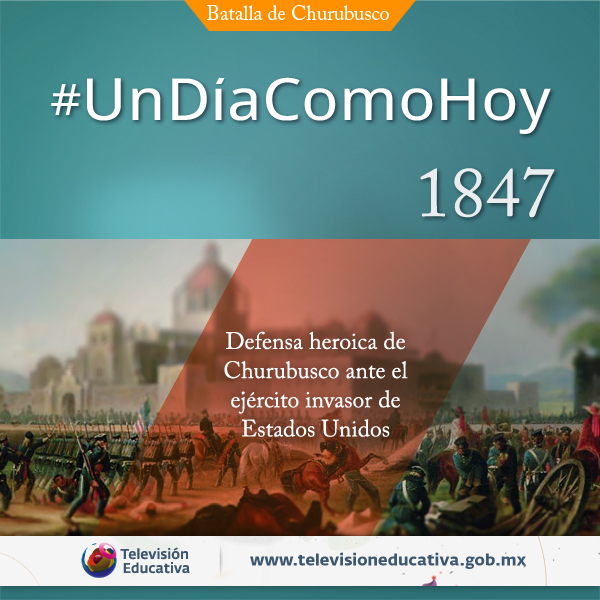 Batalla de Churubusco
#UnDíaComoHoy
1847
Defensa heroica de
Churubusco ante el
ejército invasor de
Estados Unidos
Televisión
Educativa
www.televisioneducativa.gob.mx